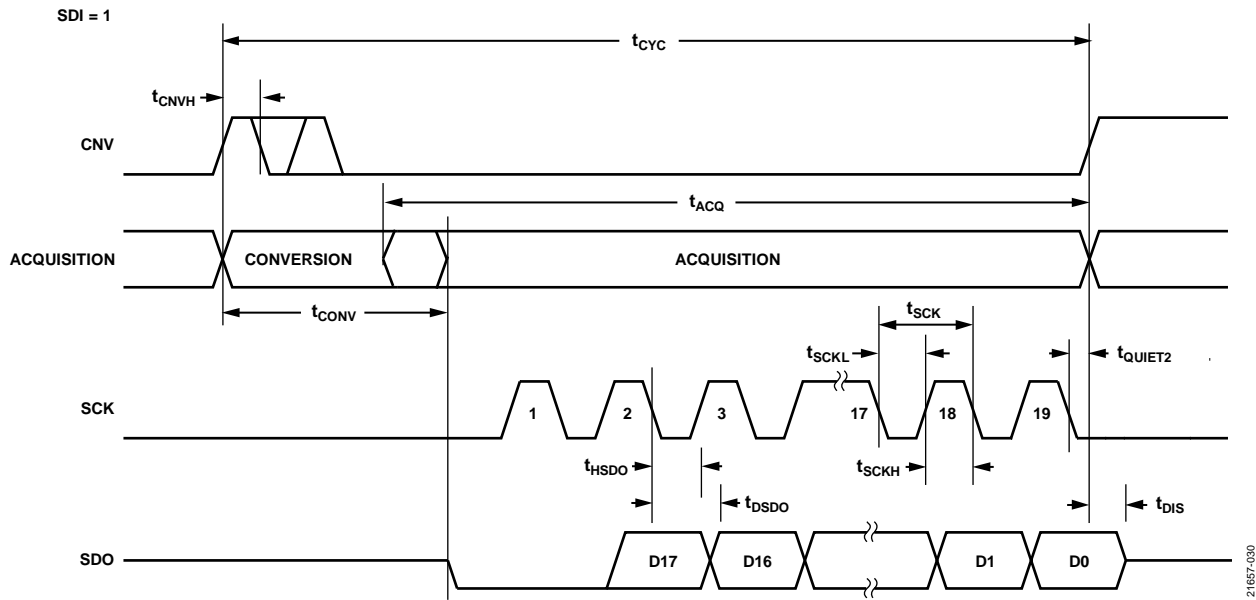 SDI = 1
tCYC
tCNVH
CNV
tACQ
ACQUISITION
CONVERSION
ACQUISITION
tCONV
tSCK
tSCKL
tQUIET2
SCK
1
2
3
17
18
19
tHSDO
tSCKH
tDSDO
tDIS
SDO
D17
D16
D1
D0
21657-030